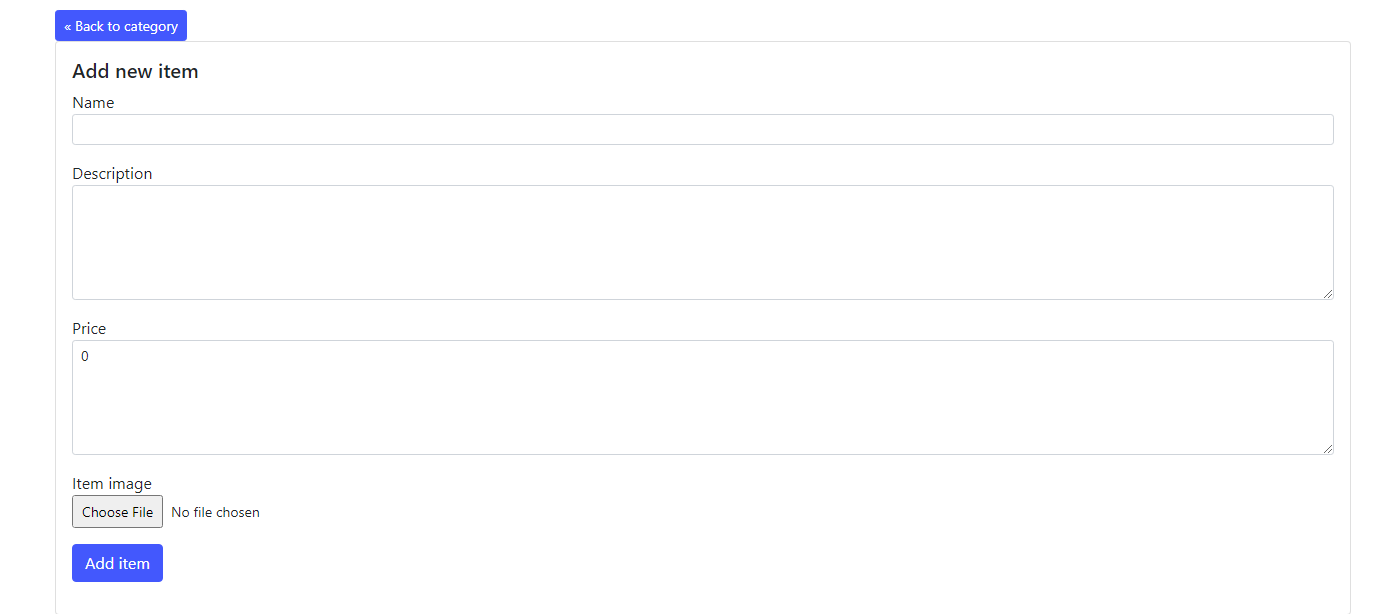 « Back to category
Add new item
Name
Description
Price
0
Item image
Choose File No file chosen
Add item